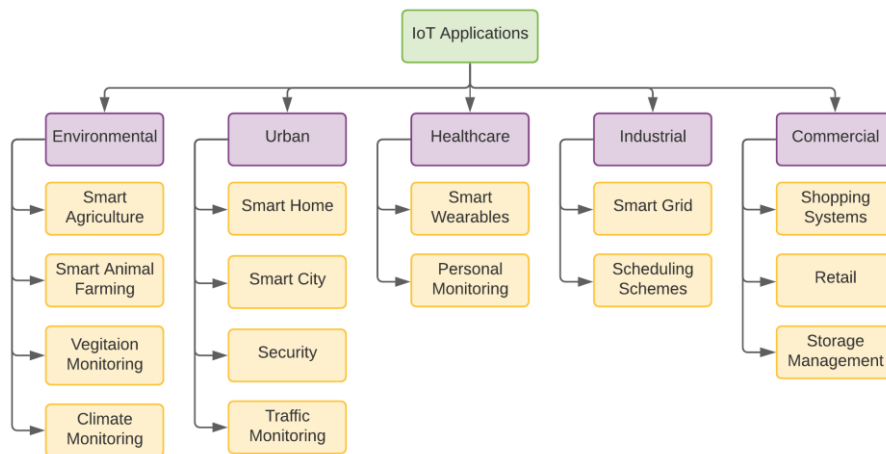 IoT Applications
Environmental
Urban
Healthcare
Industrial
Commercial
Smart
Agriculture
Smart Home
Smart
Wearables
Smart Grid
Shopping
Systems
Smart Animal
Farming
Smart City
Personal
Monitoring
Scheduling
Schemes
Retail
Vegitaion
Monitoring
Security
Storage
Management
Climate
Monitoring
Traffic
Monitoring